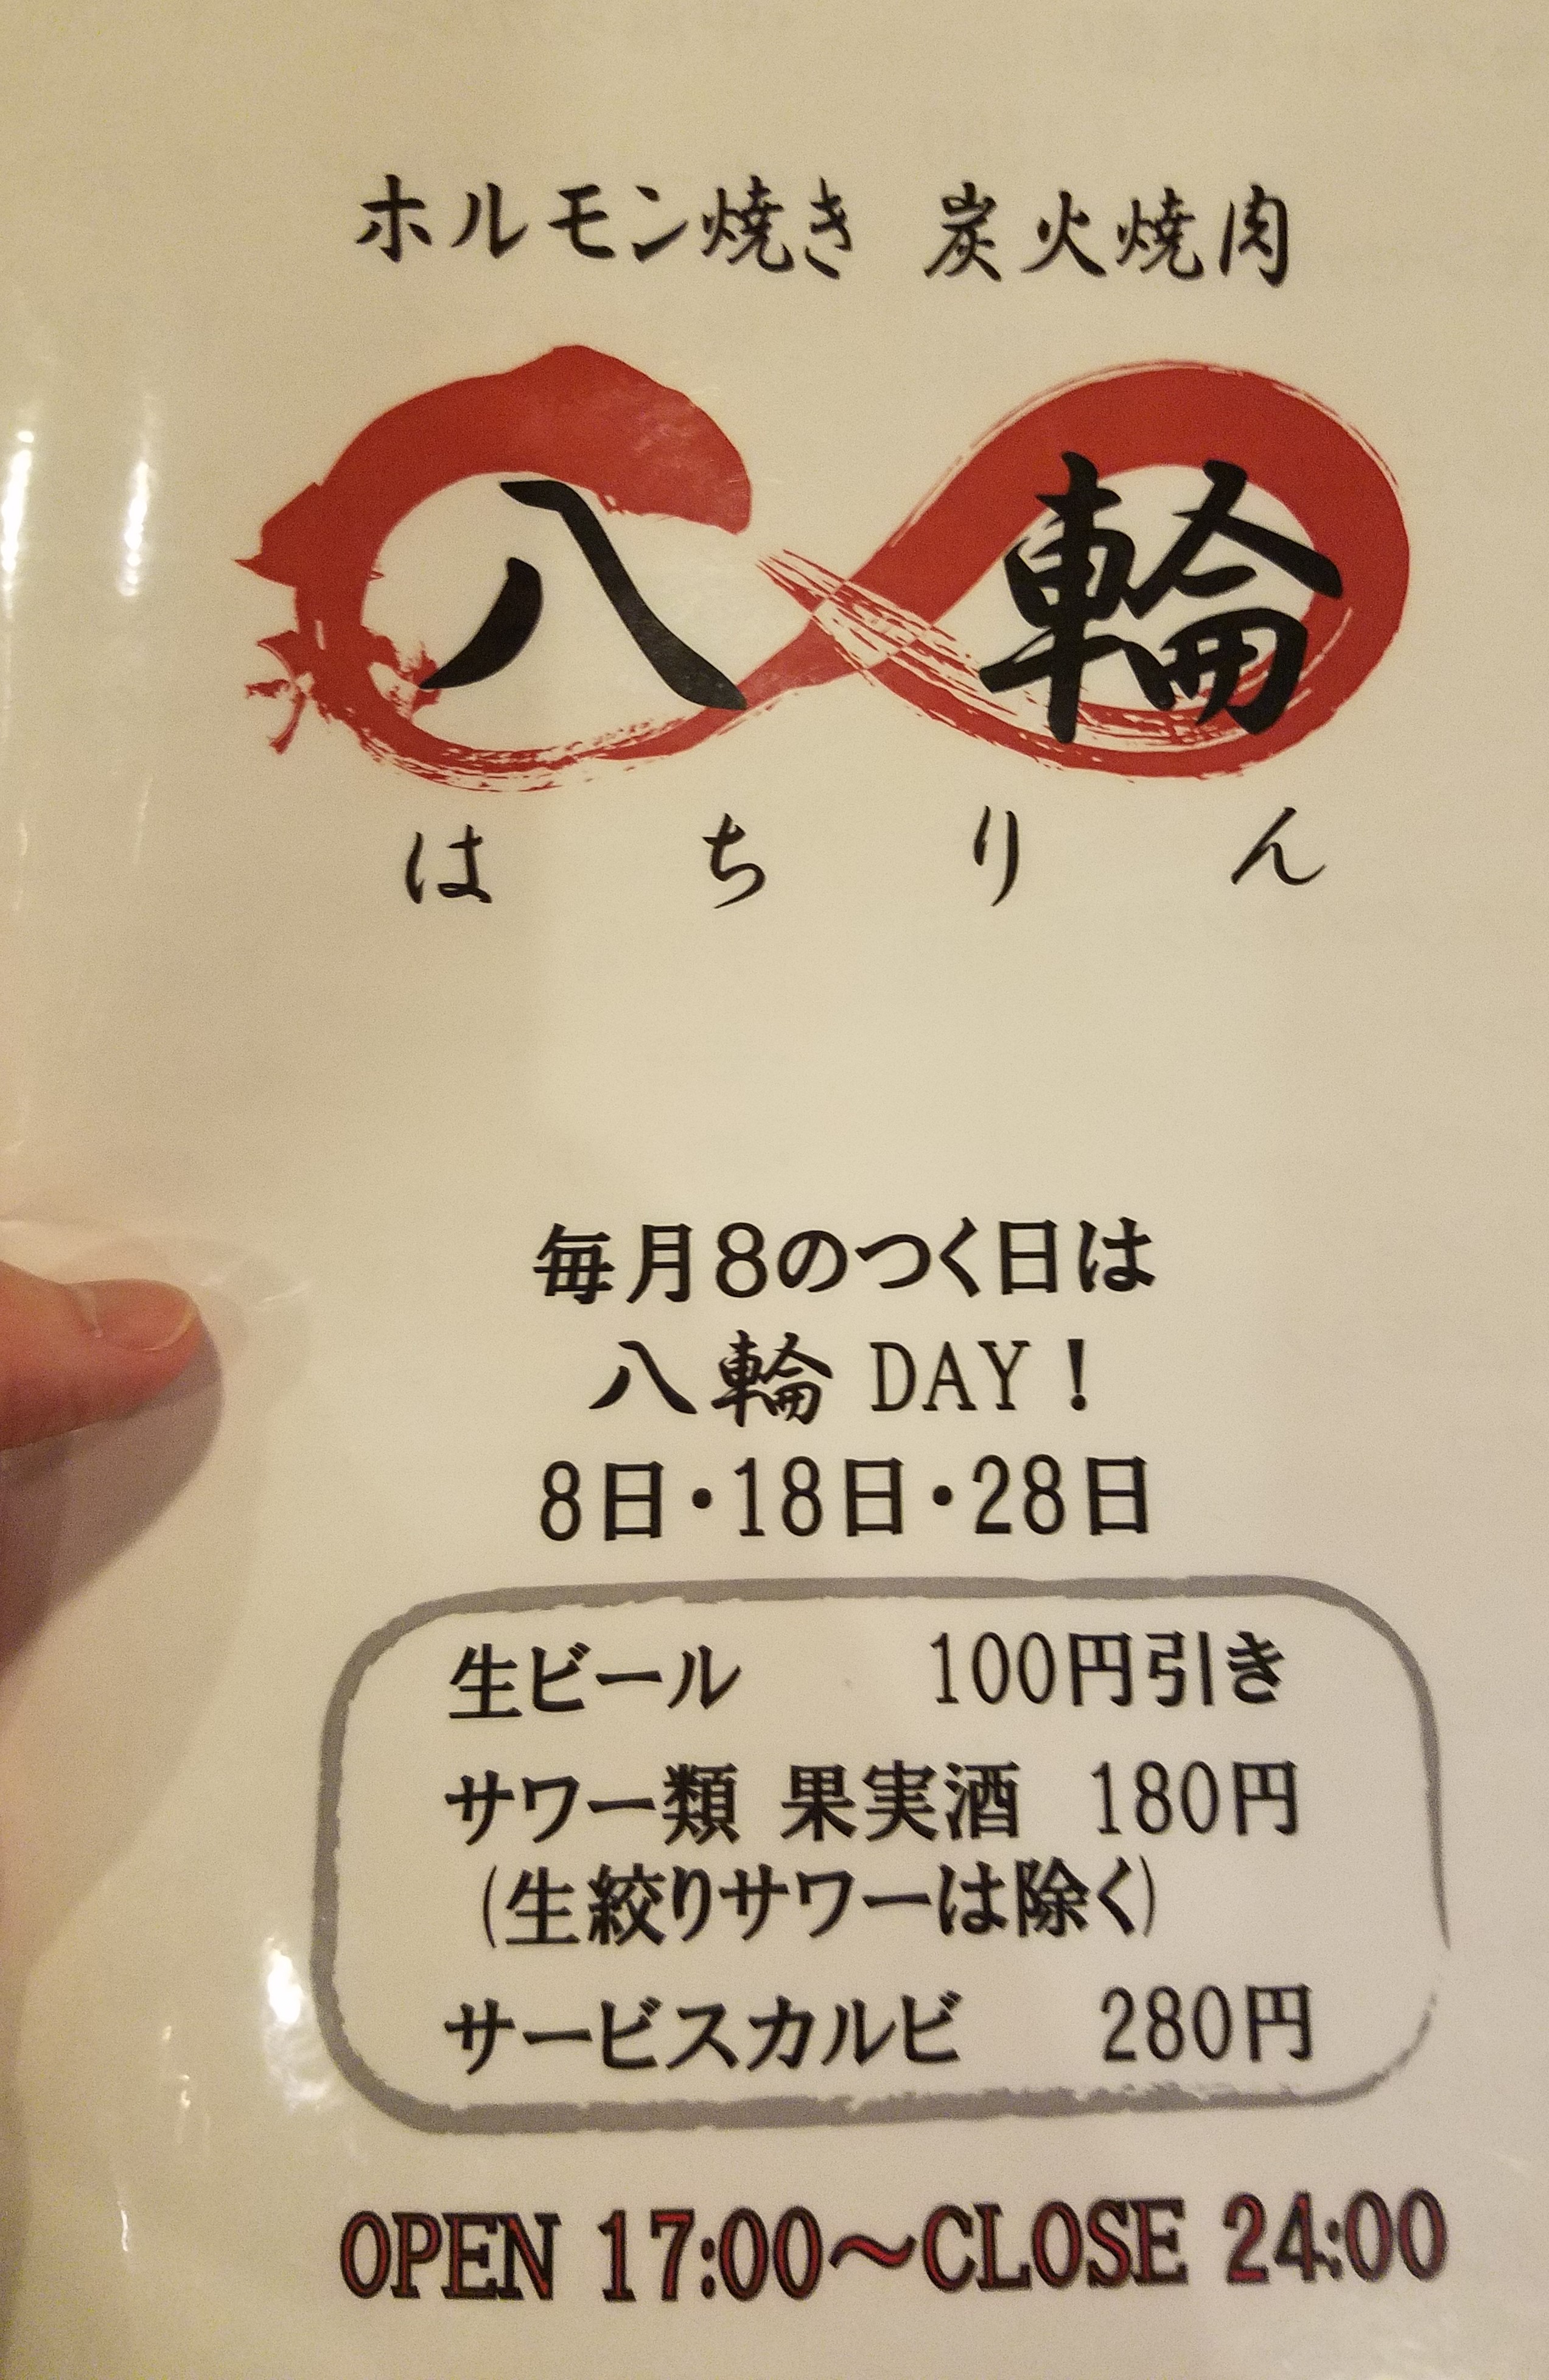 ホルモン焼き 炭火焼肉
八輪
はちりん
毎月8のつく日は
八輪 DAY！
8日・18日・28日
生ビール 100円引き
サワー類 果実酒 180円
(生絞りサワーは除く)
サービスカルビ 280円
OPEN 17:00～CLOSE 24:00